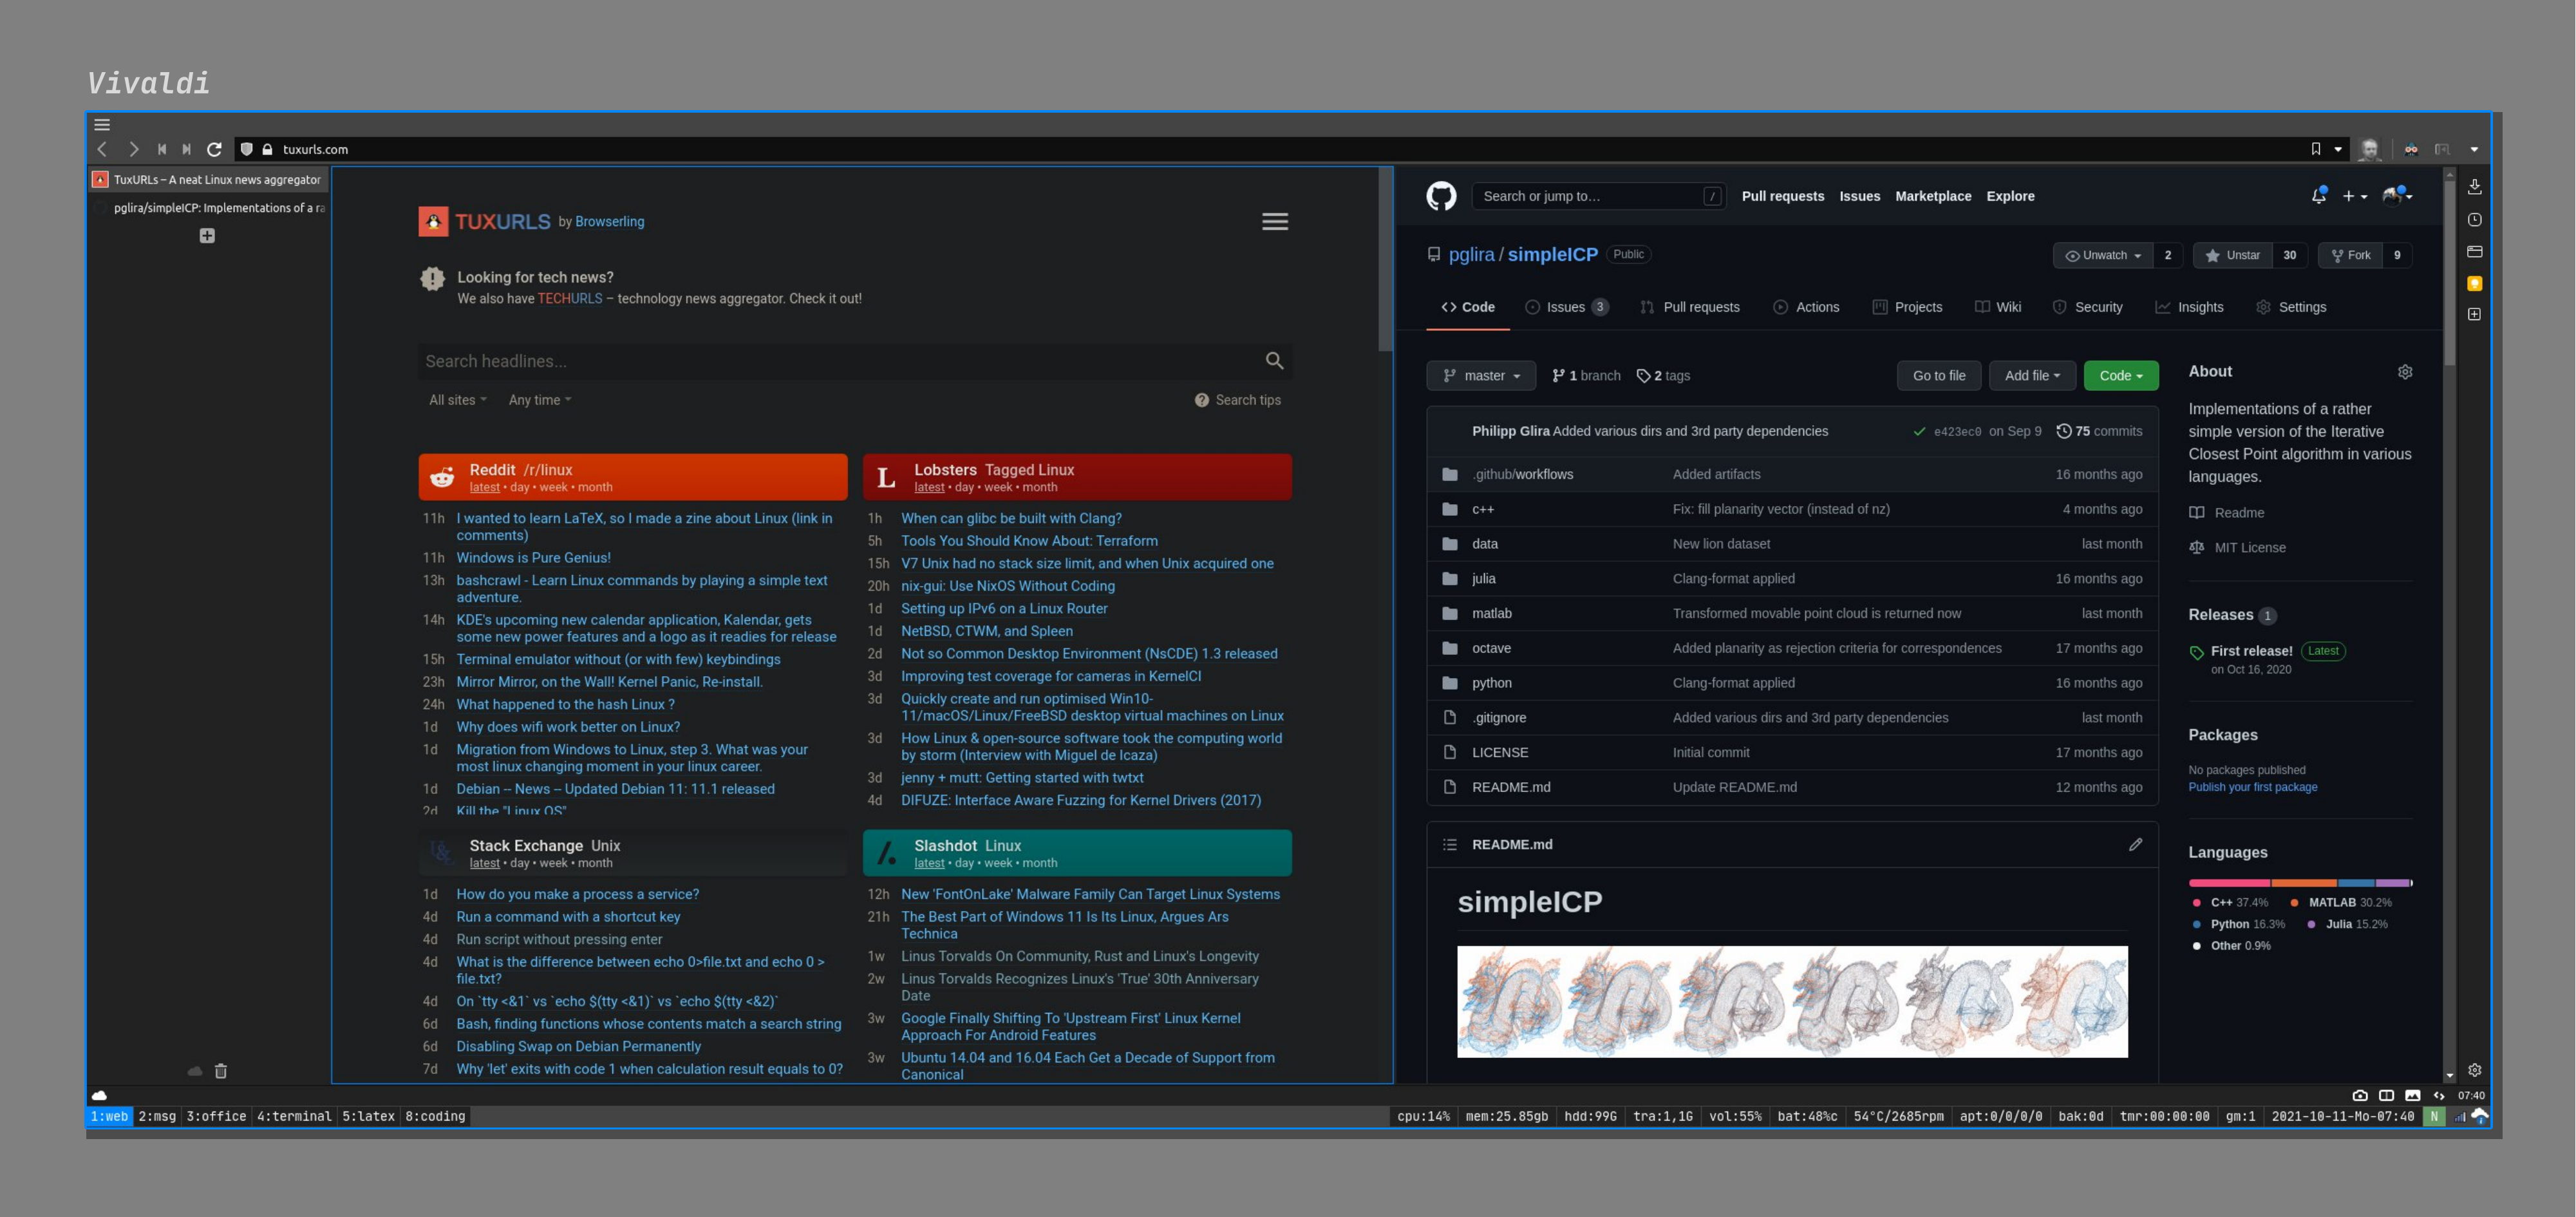 Vivaldi
tuxurls.com
TuxURLs – A neat Linux news aggregator
pglira/simpleICP: Implementations of a ra
TUXURLS by Browserling
Looking for tech news?
We also have TECHURLS – technology news aggregator. Check it out!
Search headlines...
All sites Any time Search tips
Reddit /r/linux
latest • day • week • month
11h I wanted to learn LaTeX, so I made a zine about Linux (link in
comments)
11h Windows is Pure Genius!
13h bashcrawl - Learn Linux commands by playing a simple text
adventure.
14h KDE's upcoming new calendar application, Kalendar, gets
some new power features and a logo as it readies for release
15h Terminal emulator without (or with few) keybindings
23h Mirror Mirror, on the Wall! Kernel Panic, Re-install.
24h What happened to the hash Linux ?
1d Why does wifi work better on Linux?
1d Migration from Windows to Linux, step 3. What was your
most linux changing moment in your linux career.
1d Debian -- News -- Updated Debian 11: 11.1 released
2d Kill the "Linux OS"
L Lobsters Tagged Linux
latest • day • week • month
1h When can glibc be built with Clang?
5h Tools You Should Know About: Terraform
15h V7 Unix had no stack size limit, and when Unix acquired one
20h nix-gui: Use NixOS Without Coding
1d Setting up IPv6 on a Linux Router
1d NetBSD, CTWM, and Spleen
2d Not so Common Desktop Environment (NsCDE) 1.3 released
3d Improving test coverage for cameras in KernelCI
3d Quickly create and run optimised Win10-
11/macOS/Linux/FreeBSD desktop virtual machines on Linux
3d How Linux & open-source software took the computing world
by storm (Interview with Miguel de Icaza)
3d jenny + mutt: Getting started with twtxt
4d DIFUZE: Interface Aware Fuzzing for Kernel Drivers (2017)
U& Stack Exchange Unix
latest • day • week • month
1d How do you make a process a service?
4d Run a command with a shortcut key
4d Run script without pressing enter
4d What is the difference between echo 0>file.txt and echo 0 >
file.txt?
4d On `tty <&1` vs `echo $(tty <&1)` vs `echo $(tty <&2)`
6d Bash, finding functions whose contents match a search string
6d Disabling Swap on Debian Permanently
7d Why 'let' exits with code 1 when calculation result equals to 0?
/. Slashdot Linux
latest • day • week • month
12h New 'FontOnLake' Malware Family Can Target Linux Systems
21h The Best Part of Windows 11 Is Its Linux, Argues Ars
Technica
1w Linus Torvalds On Community, Rust and Linux's Longevity
2w Linus Torvalds Recognizes Linux's 'True' 30th Anniversary
Date
3w Google Finally Shifting To 'Upstream First' Linux Kernel
Approach For Android Features
3w Ubuntu 14.04 and 16.04 Each Get a Decade of Support from
Canonical
Search or jump to... / Pull requests Issues Marketplace Explore
pglira / simpleICP Public Unwatch 2 Unstar 30 Fork 9
Code Issues 3 Pull requests Actions Projects Wiki Security Insights Settings
master 1 branch 2 tags Go to file Add file Code
Philipp Glira Added various dirs and 3rd party dependencies e423ec0 on Sep 9 75 commits
.github/workflows Added artifacts 16 months ago
c++ Fix: fill planarity vector (instead of nz) 4 months ago
data New lion dataset last month
julia Clang-format applied 16 months ago
matlab Transformed movable point cloud is returned now last month
octave Added planarity as rejection criteria for correspondences 17 months ago
python Clang-format applied 16 months ago
.gitignore Added various dirs and 3rd party dependencies last month
LICENSE Initial commit 17 months ago
README.md Update README.md 12 months ago
README.md
simpleICP
About
Implementations of a rather
simple version of the Iterative
Closest Point algorithm in various
languages.
Readme
MIT License
Releases 1
First release! Latest
on Oct 16, 2020
Packages
No packages published
Publish your first package
Languages
C++ 37.4% MATLAB 30.2%
Python 16.3% Julia 15.2%
Other 0.9%
07:40
1:web 2:msg 3:office 4:terminal 5:latex 8:coding
cpu:14% mem:25.85gb hdd:99G tra:1,1G vol:55% bat:48%c 54°C/2685rpm apt:0/0/0/0 bak:0d tmr:00:00:00 gm:1 2021-10-11-Mo-07:40 N